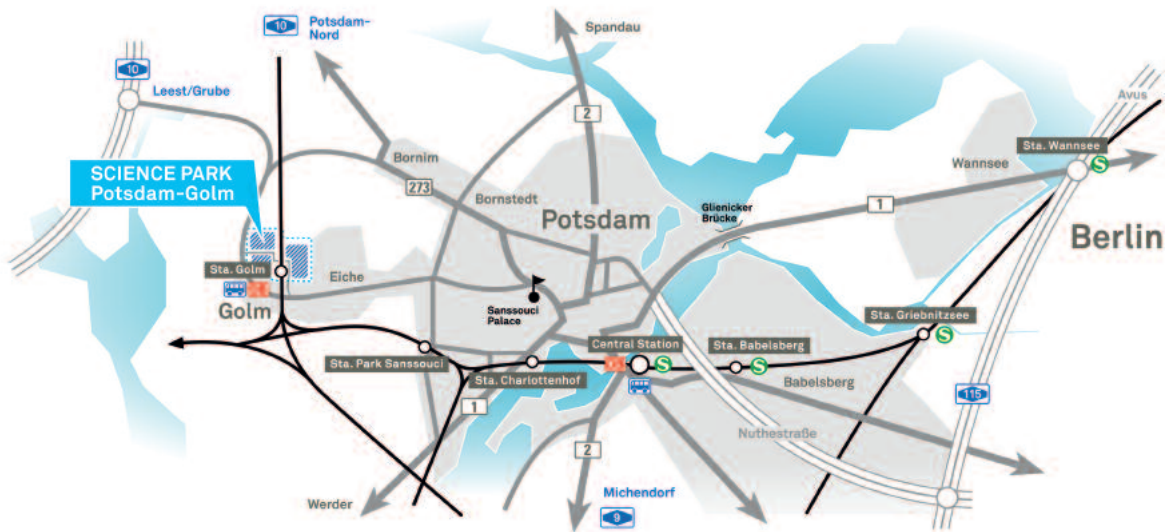 10
Potsdam-
Nord
Spandau
10
Leest/Grube
2
Avus
Sta. Wannsee
S
SCIENCE PARK
Potsdam-Golm
Bornim
273
Bornstedt
Wannsee
1
Glienicker
Brücke
Potsdam
Berlin
Sta. Golm
Eiche
Golm
Sanssouci
Palace
Sta. Griebnitzsee
S
Central Station
S
Sta. Babelsberg
S
Sta. Park Sanssouci
Sta. Charlottenhof
Babelsberg
115
1
Nuthestraße
2
Werder
Michendorf
9